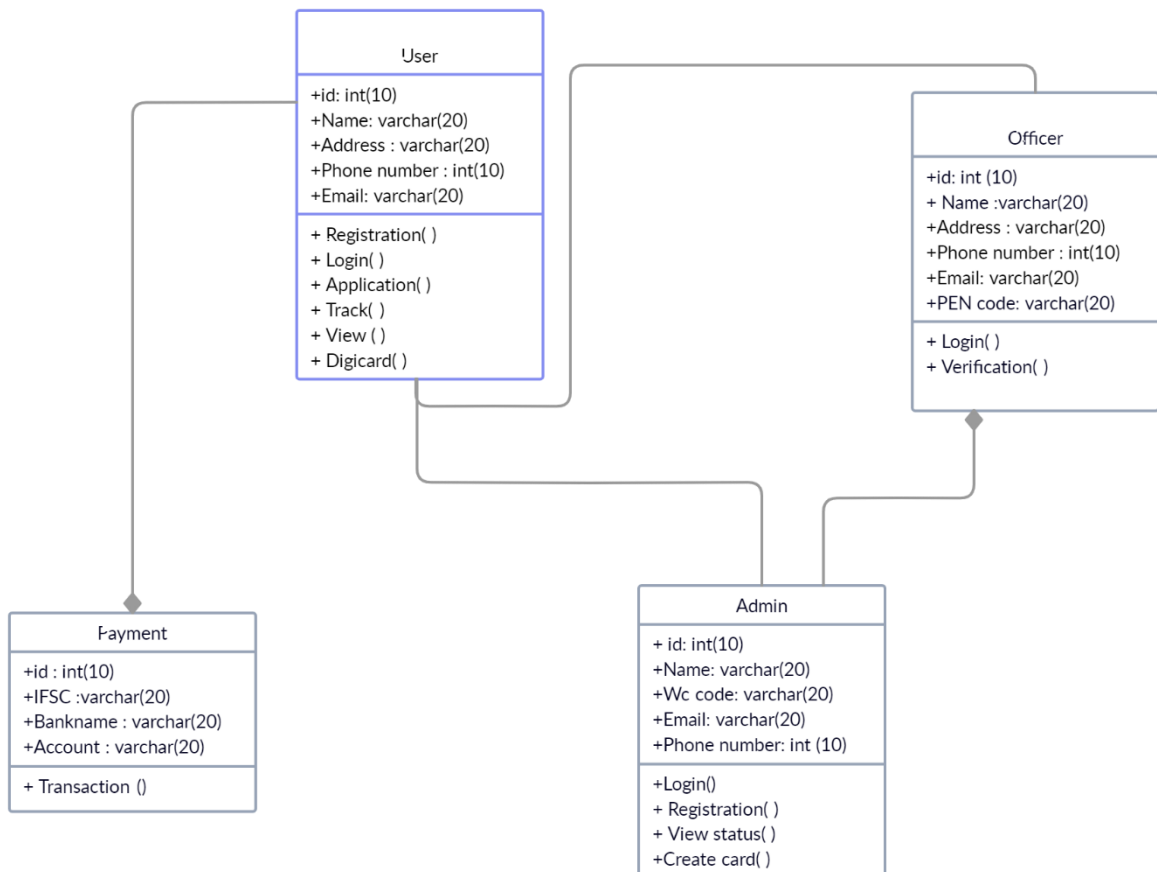 User
+id: int(10)
+Name: varchar(20)
+Address : varchar(20)
+Phone number : int(10)
+Email: varchar(20)
+ Registration( )
+ Login( )
+ Application( )
+ Track( )
+ View ( )
+ Digicard( )
Officer
+id: int (10)
+ Name :varchar(20)
+Address : varchar(20)
+Phone number : int(10)
+Email: varchar(20)
+PEN code: varchar(20)
+ Login( )
+ Verification( )
Payment
+id : int(10)
+IFSC :varchar(20)
+Bankname : varchar(20)
+Account : varchar(20)
+ Transaction ()
Admin
+ id: int(10)
+Name: varchar(20)
+Wc code: varchar(20)
+Email: varchar(20)
+Phone number: int (10)
+Login()
+ Registration( )
+ View status( )
+Create card( )